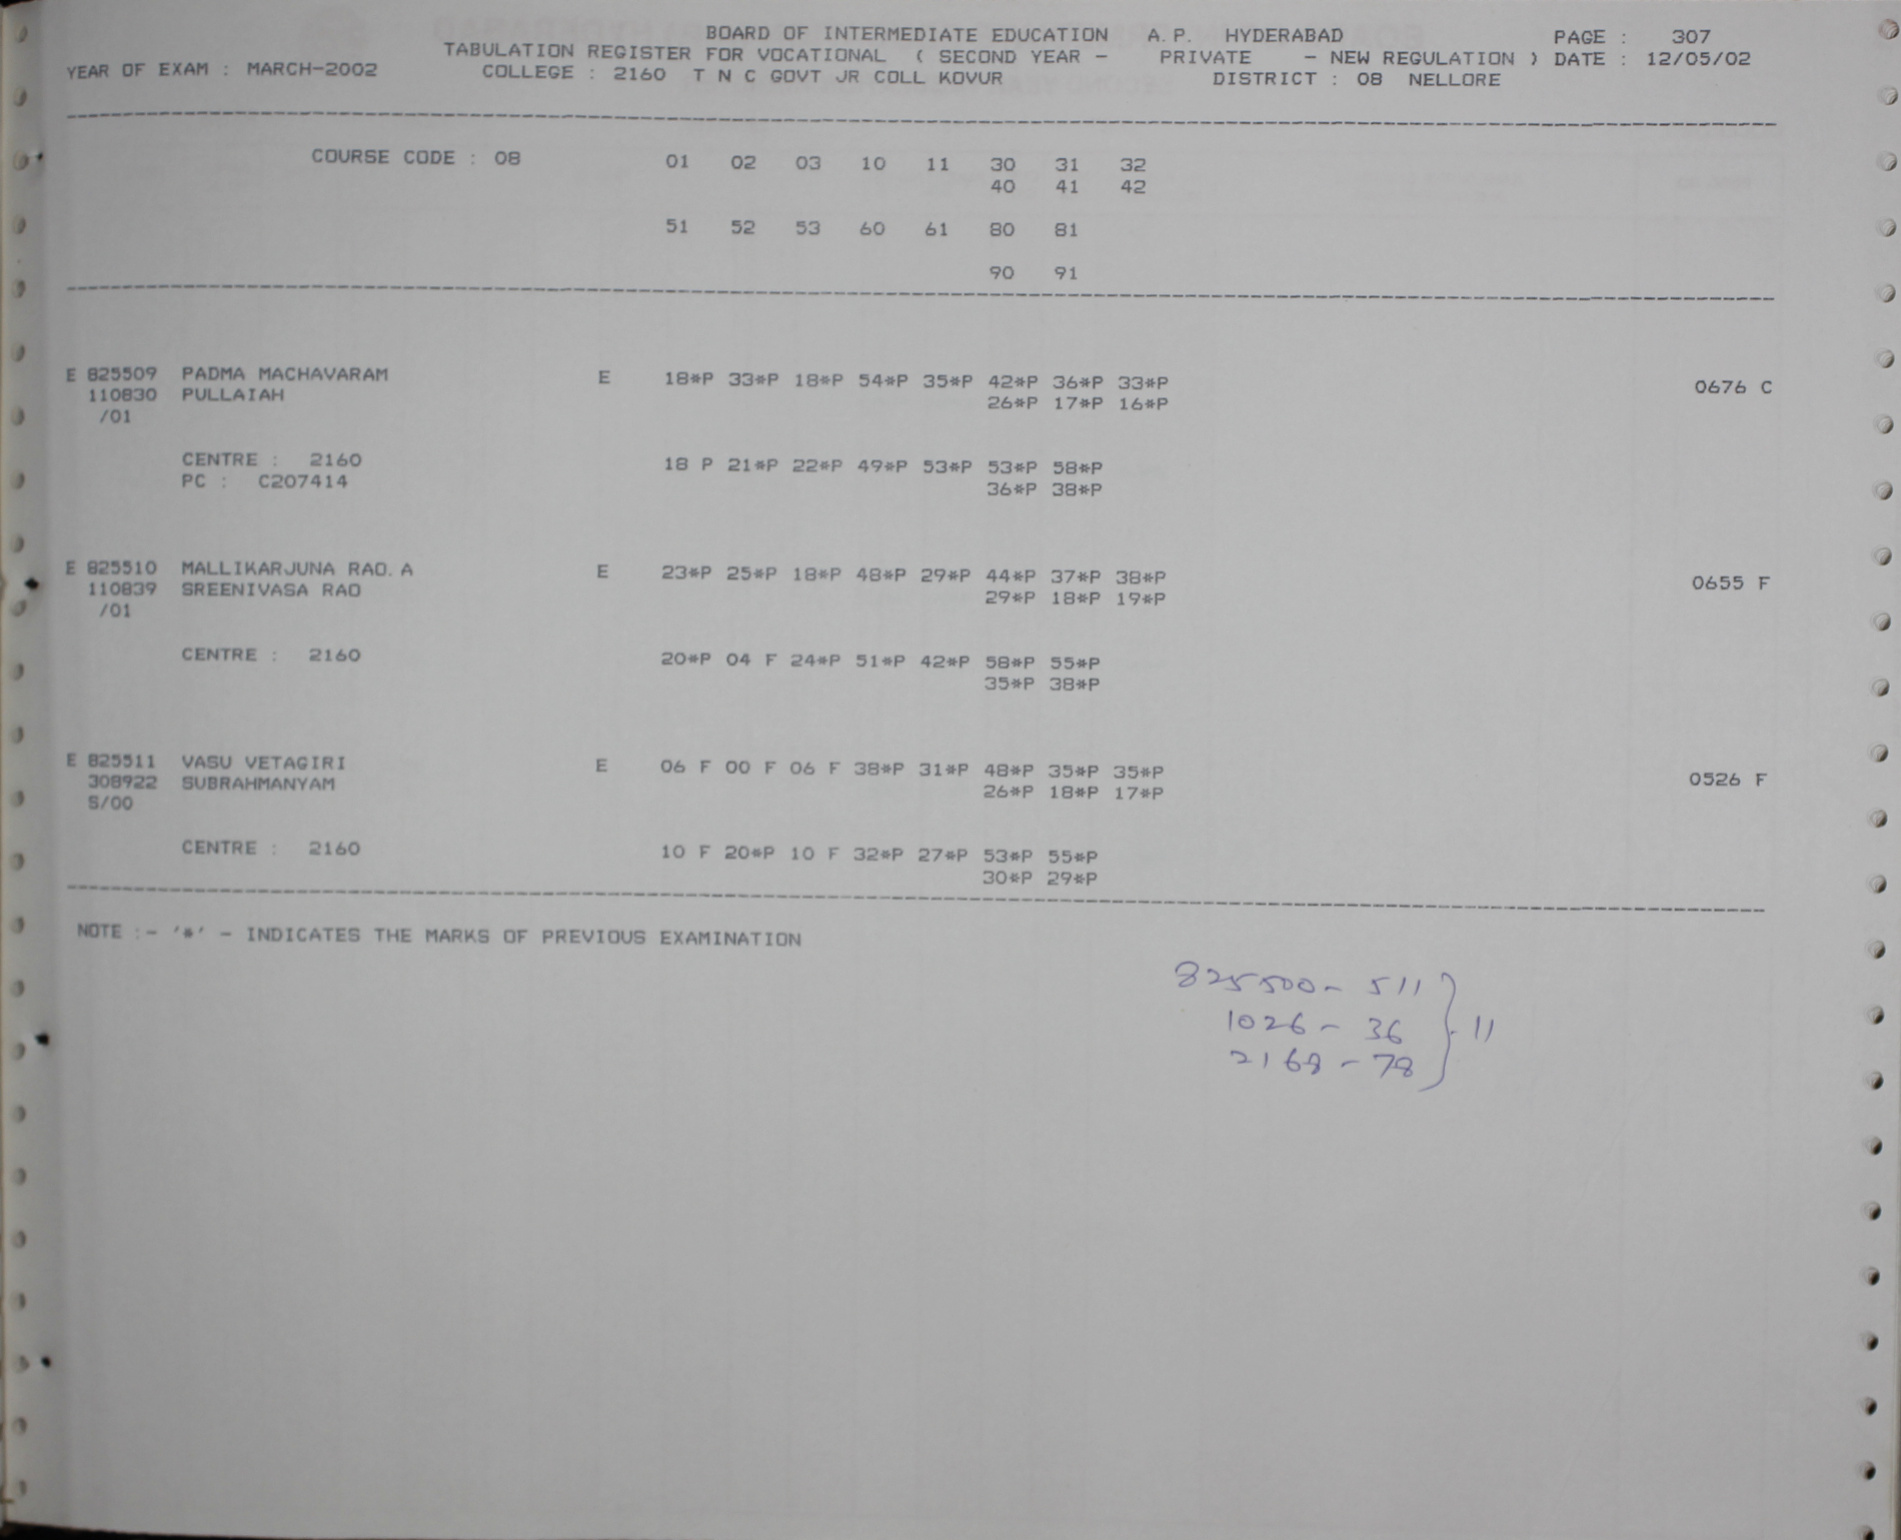 BOARD OF INTERMEDIATE EDUCATION A.P. HYDERABAD PAGE : 307
TABULATION REGISTER FOR VOCATIONAL ( SECOND YEAR - PRIVATE - NEW REGULATION ) DATE : 12/05/02
YEAR OF EXAM : MARCH-2002 COLLEGE : 2160 T N C GOVT JR COLL KOVUR DISTRICT : 08 NELLORE
COURSE CODE : 08 01 02 03 10 11 30 31 32
40 41 42
51 52 53 60 61 80 81
90 91
E 825509 PADMA MACHAVARAM E 18*P 33*P 18*P 54*P 35*P 42*P 36*P 33*P 0676 C
110830 PULLAIAH 26*P 17*P 16*P
/01
CENTRE : 2160 18 P 21*P 22*P 49*P 53*P 53*P 58*P
PC : C207414 36*P 38*P
E 825510 MALLIKARJUNA RAO.A E 23*P 25*P 18*P 48*P 29*P 44*P 37*P 38*P 0655 F
110839 SREENIVASA RAO 29*P 18*P 19*P
/01
CENTRE : 2160 20*P 04 F 24*P 51*P 42*P 58*P 55*P
35*P 38*P
E 825511 VASU VETAGIRI E 06 F 00 F 06 F 38*P 31*P 48*P 35*P 35*P 0526 F
308922 SUBRAHMANYAM 26*P 18*P 17*P
S/00
CENTRE : 2160 10 F 20*P 10 F 32*P 27*P 53*P 55*P
30*P 29*P
NOTE :- '*' - INDICATES THE MARKS OF PREVIOUS EXAMINATION
825500- 511
1026 - 36 } 11
2168 - 78